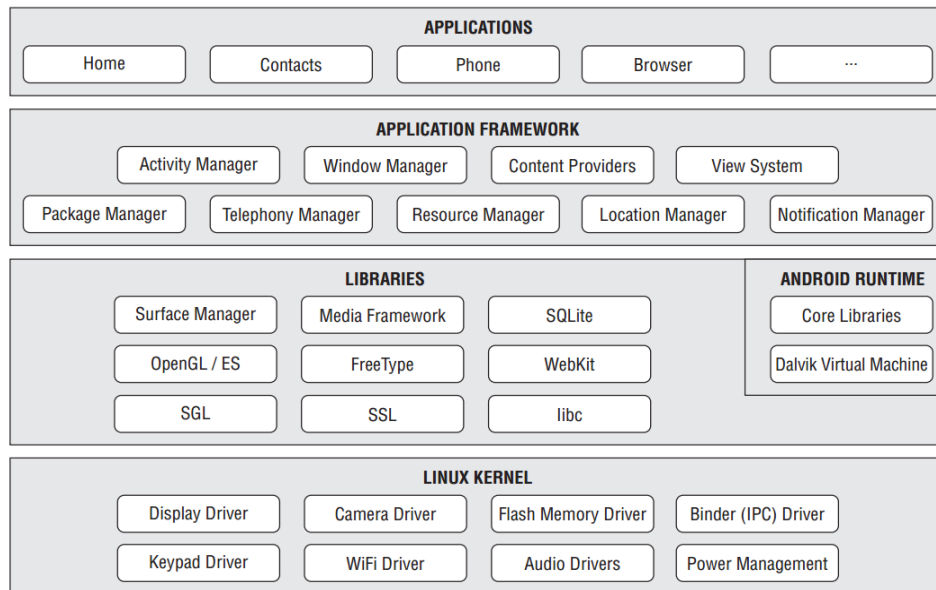 APPLICATIONS
Home Contacts Phone Browser ...
APPLICATION FRAMEWORK
Activity Manager Window Manager Content Providers View System
Package Manager Telephony Manager Resource Manager Location Manager Notification Manager
LIBRARIES
Surface Manager Media Framework SQLite
OpenGL / ES FreeType WebKit
SGL SSL libc
ANDROID RUNTIME
Core Libraries
Dalvik Virtual Machine
LINUX KERNEL
Display Driver Camera Driver Flash Memory Driver Binder (IPC) Driver
Keypad Driver WiFi Driver Audio Drivers Power Management